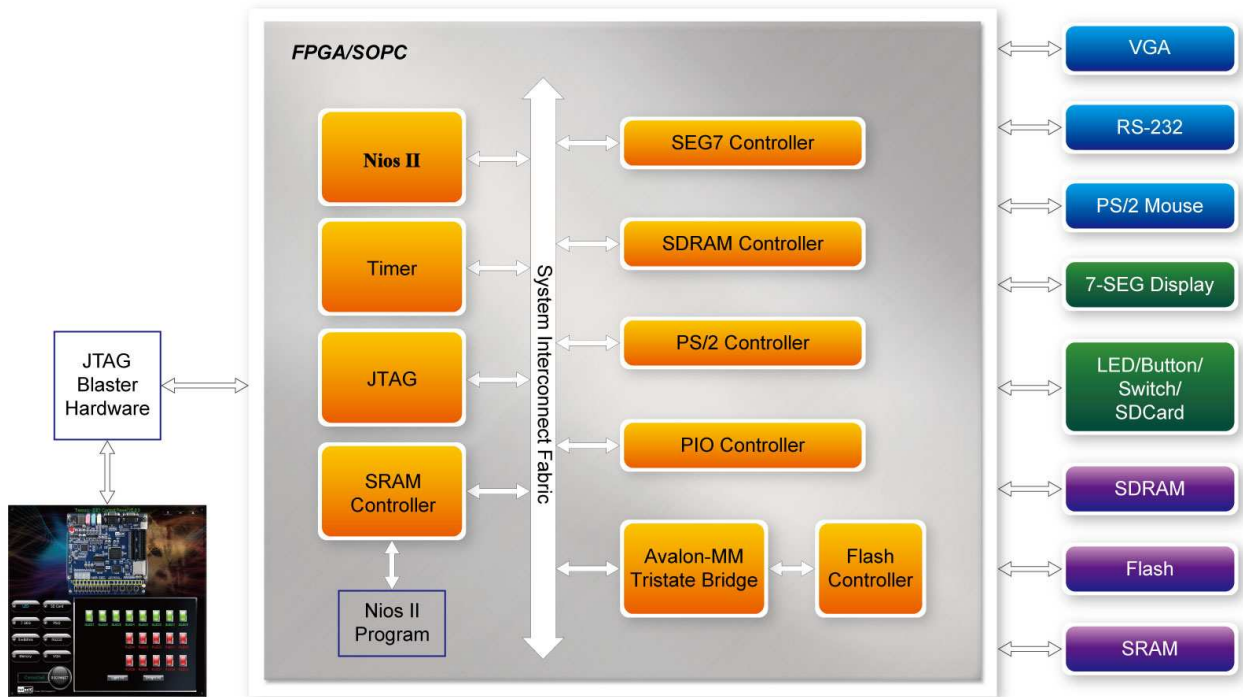 FPGA/SOPC
Nios II
Timer
JTAG
SRAM
Controller
Nios II
Program
System Interconnect Fabric
SEG7 Controller
SDRAM Controller
PS/2 Controller
PIO Controller
Avalon-MM
Tristate Bridge
Flash
Controller
JTAG
Blaster
Hardware
VGA
RS-232
PS/2 Mouse
7-SEG Display
LED/Button/
Switch/
SDCard
SDRAM
Flash
SRAM